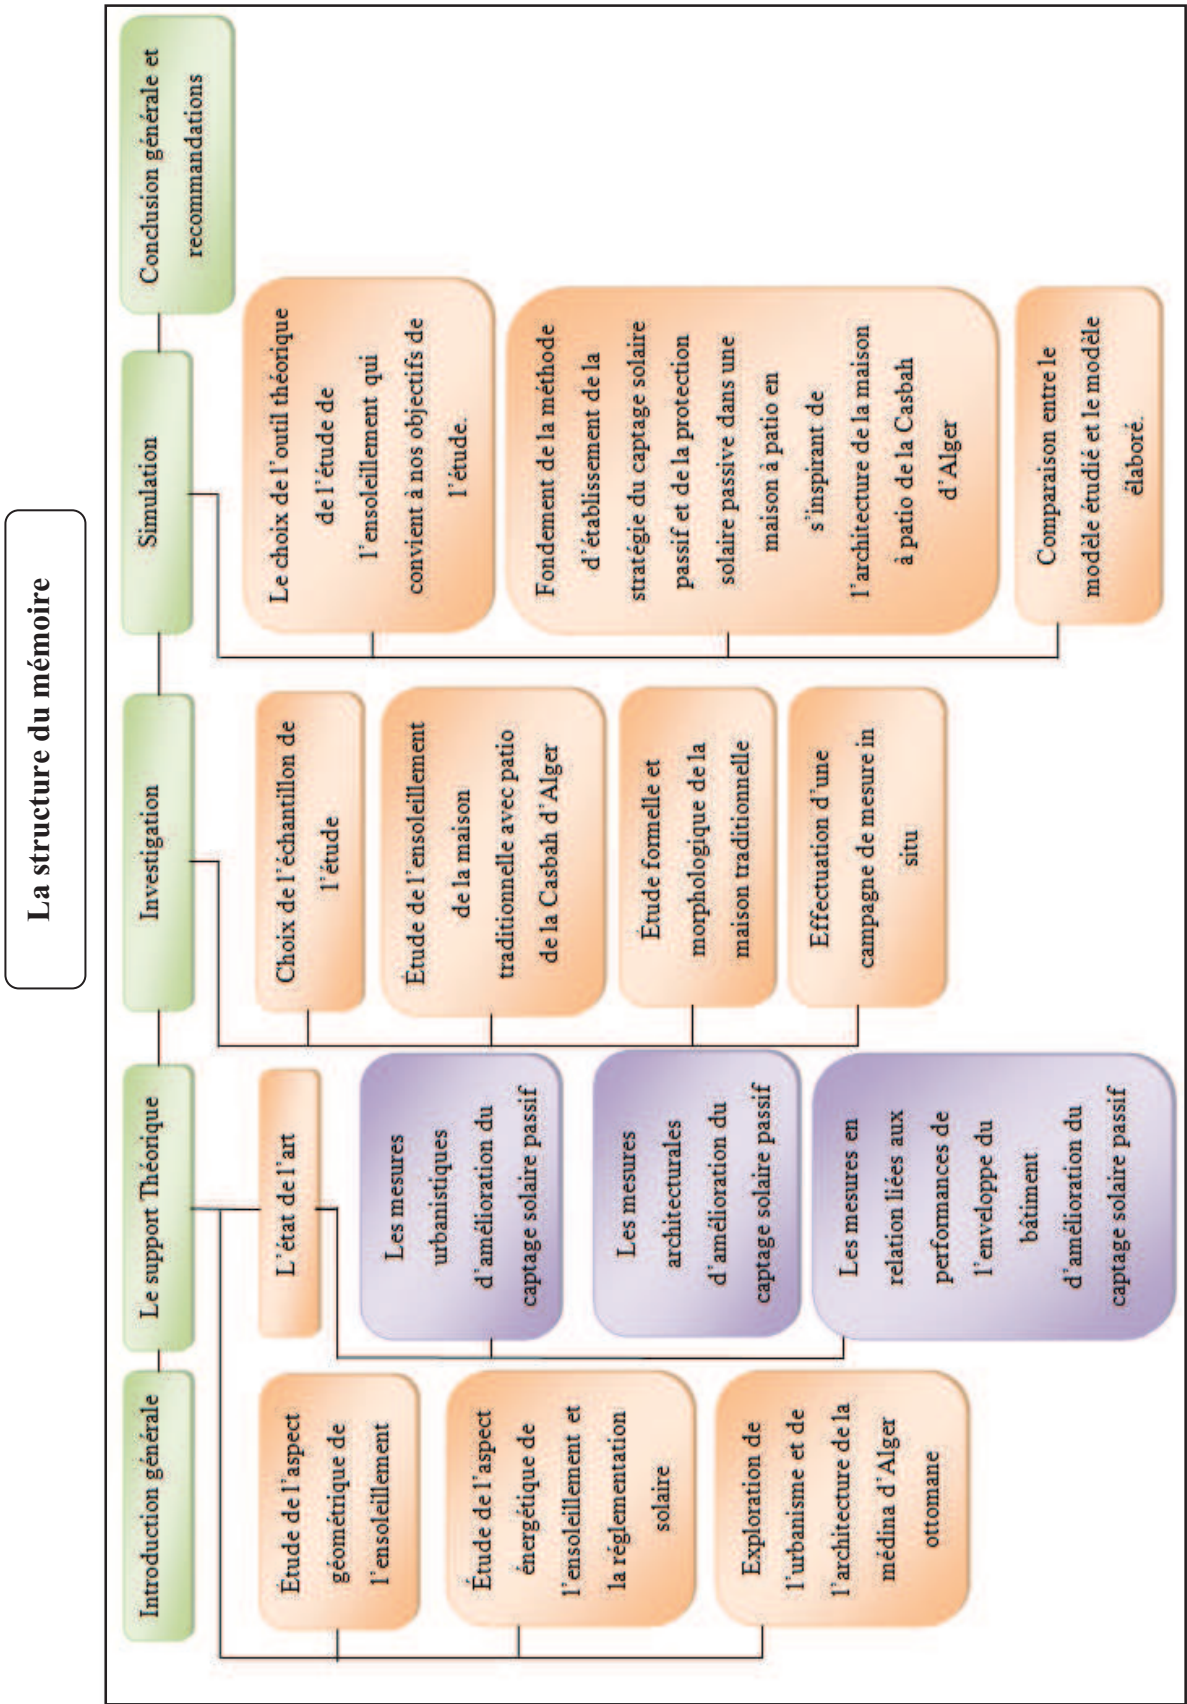 La structure du mémoire
Introduction générale
Le support Théorique
Investigation
Simulation
Conclusion générale et
recommandations
Étude de l'aspect
géométrique de
l'ensoleillement
Étude de l'aspect
énergétique de
l'ensoleillement et
la réglementation
solaire
Exploration de
l'urbanisme et de
l'architecture de la
médina d'Alger
ottomane
L'état de l'art
Les mesures
urbanistiques
d'amélioration du
captage solaire passif
Les mesures
architecturales
d'amélioration du
captage solaire passif
Les mesures en
relation liées aux
performances de
l'enveloppe du
bâtiment
d'amélioration du
captage solaire passif
Choix de l'échantillon de
l'étude
Étude de l'ensoleillement
de la maison
traditionnelle avec patio
de la Casbah d'Alger
Étude formelle et
morphologique de la
maison traditionnelle
Effectuation d'une
campagne de mesure in
situ
Le choix de l'outil théorique
de l'étude de
l'ensoleillement qui
convient à nos objectifs de
l'étude.
Fondement de la méthode
d'établissement de la
stratégie du captage solaire
passif et de la protection
solaire passive dans une
maison à patio en
s'inspirant de
l'architecture de la maison
à patio de la Casbah
d'Alger
Comparaison entre le
modèle étudié et le modèle
élaboré.